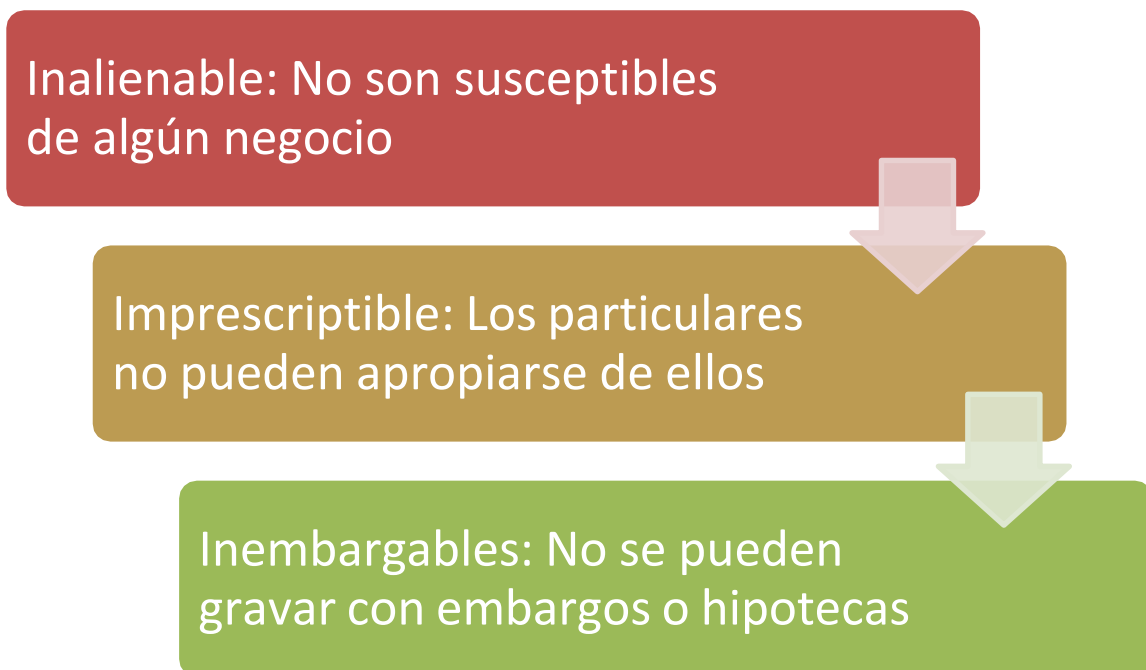 Inalienable: No son susceptibles
de algún negocio
Imprescriptible: Los particulares
no pueden apropiarse de ellos
Inembargables: No se pueden
gravar con embargos o hipotecas